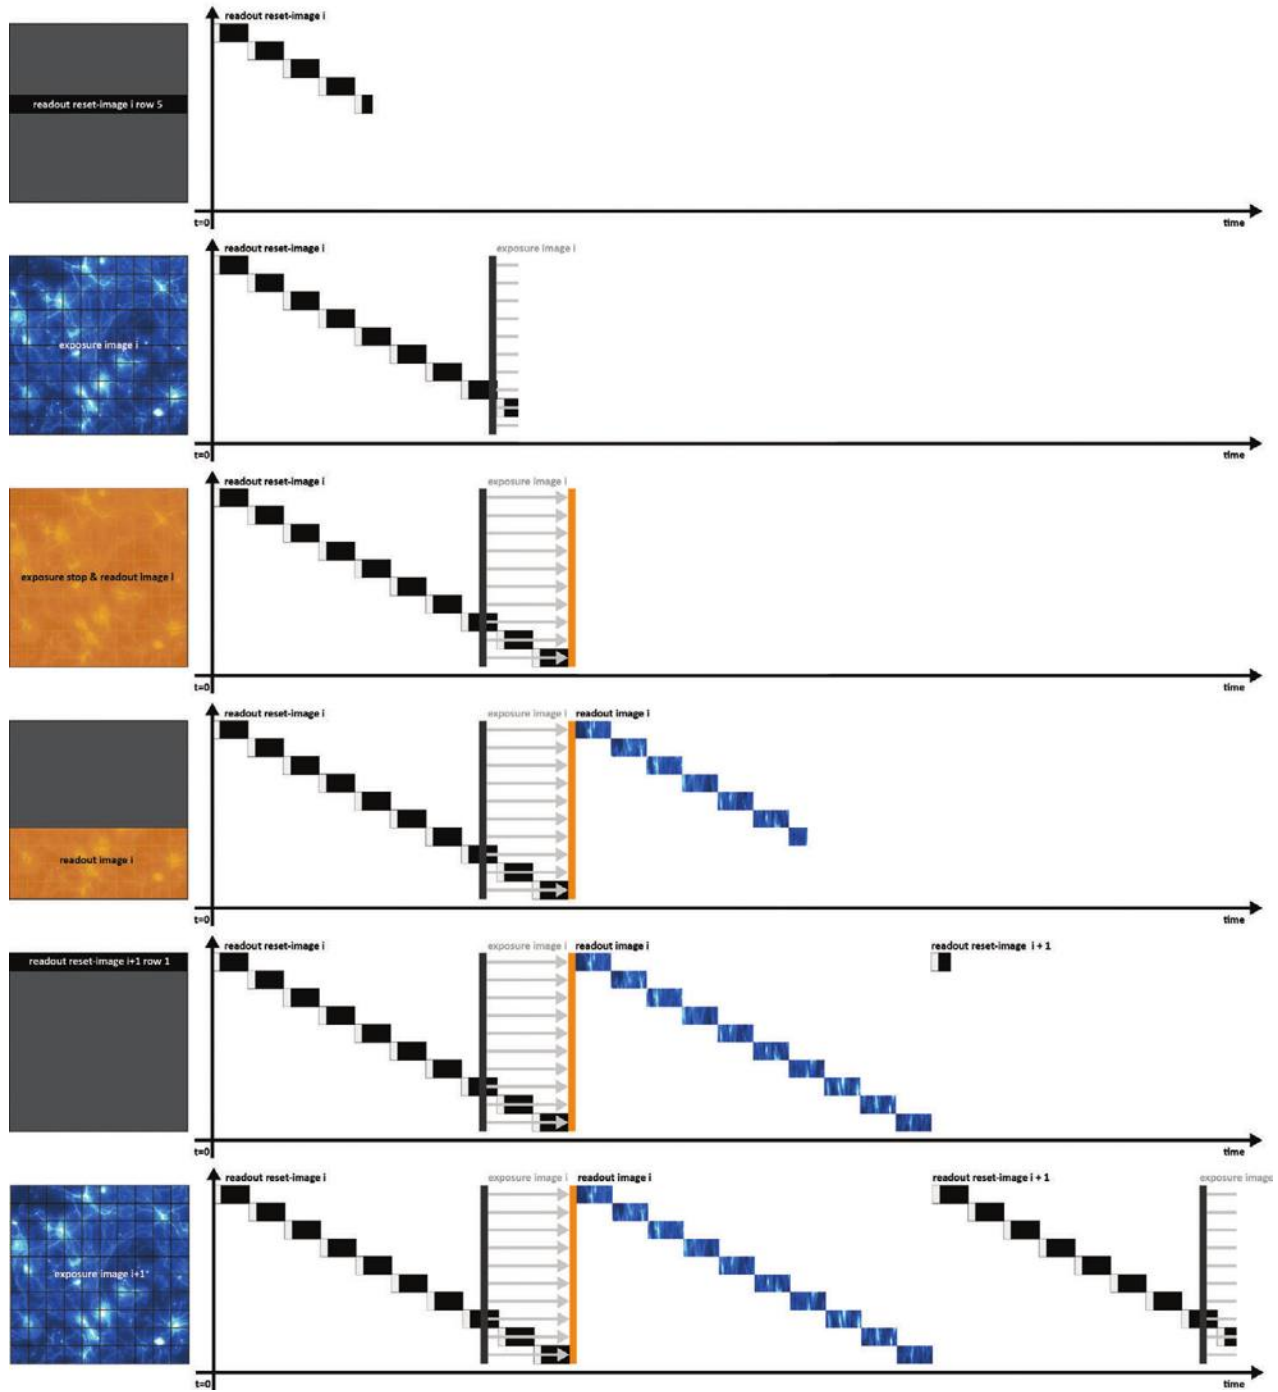 readout reset-image i
readout reset-image i row 5
t=0
time
readout reset-image i
exposure image i
exposure image i
t=0
time
readout reset-image i
exposure image i
exposure stop & readout image i
t=0
time
readout reset-image i
exposure image i
readout image i
readout image i
t=0
time
readout reset-image i
exposure image i
readout image i
readout reset-image i + 1
readout reset-image i+1 row 1
t=0
time
readout reset-image i
exposure image i
readout image i
readout reset-image i + 1
exposure image
exposure image i+1
t=0
time